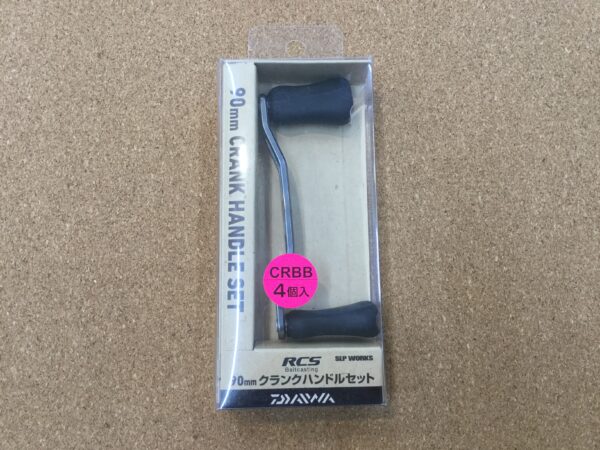 90mm CRANK HANDLE SET
CRBB
4個入
RCS
Baitcasting
SLP WORKS
90mm クランクハンドルセット
DAIWA